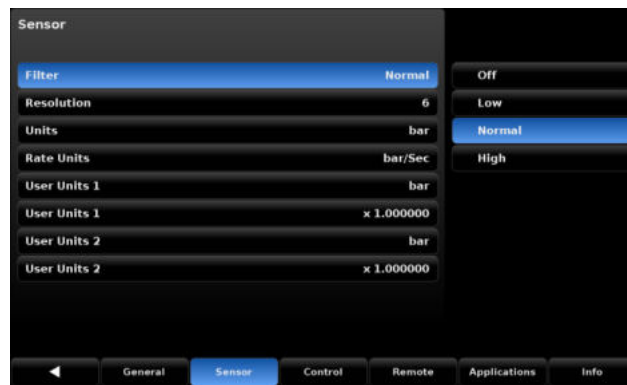 Sensor
Filter Normal
Resolution 6
Units bar
Rate Units bar/Sec
User Units 1 bar
User Units 1 x 1.000000
User Units 2 bar
User Units 2 x 1.000000
Off
Low
Normal
High
General Sensor Control Remote Applications Info